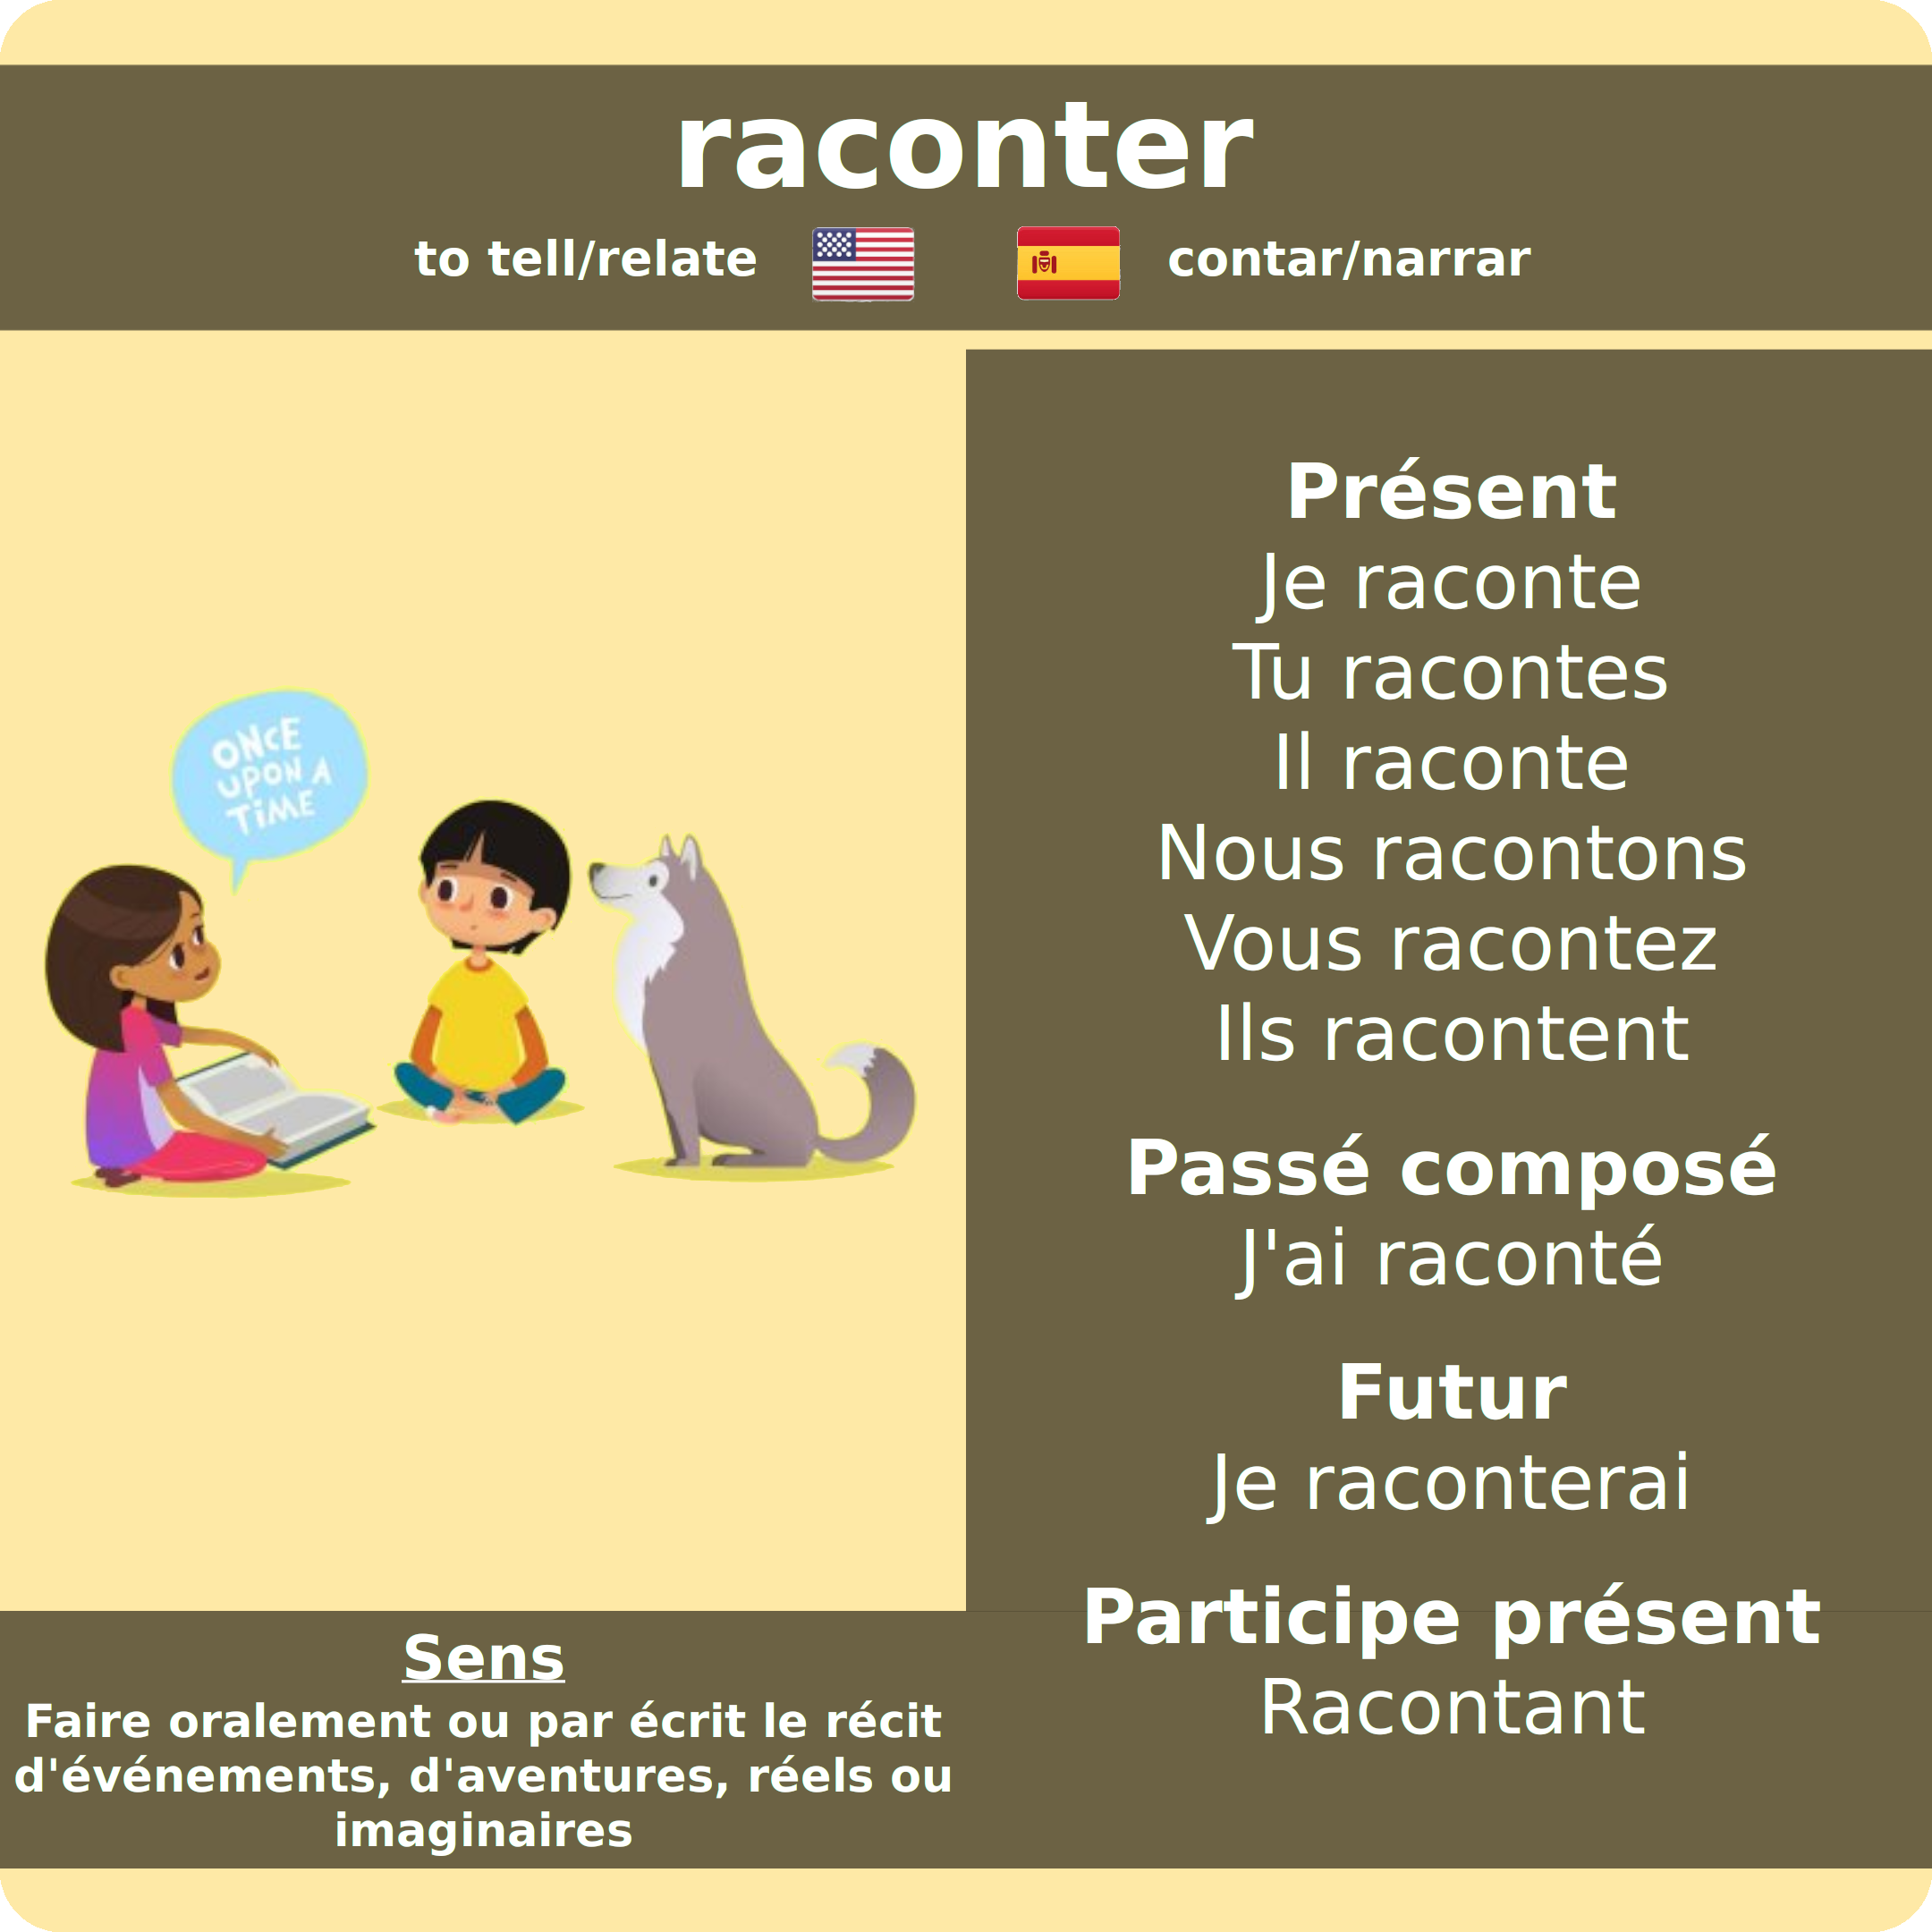 raconter
to tell/relate
contar/narrar
ONCE
UPON A
TiME
Présent
Je raconte
Tu racontes
Il raconte
Nous racontons
Vous racontez
Ils racontent
Passé composé
J'ai raconté
Futur
Je raconterai
Participe présent
Racontant
Sens
Faire oralement ou par écrit le récit
d'événements, d'aventures, réels ou
imaginaires